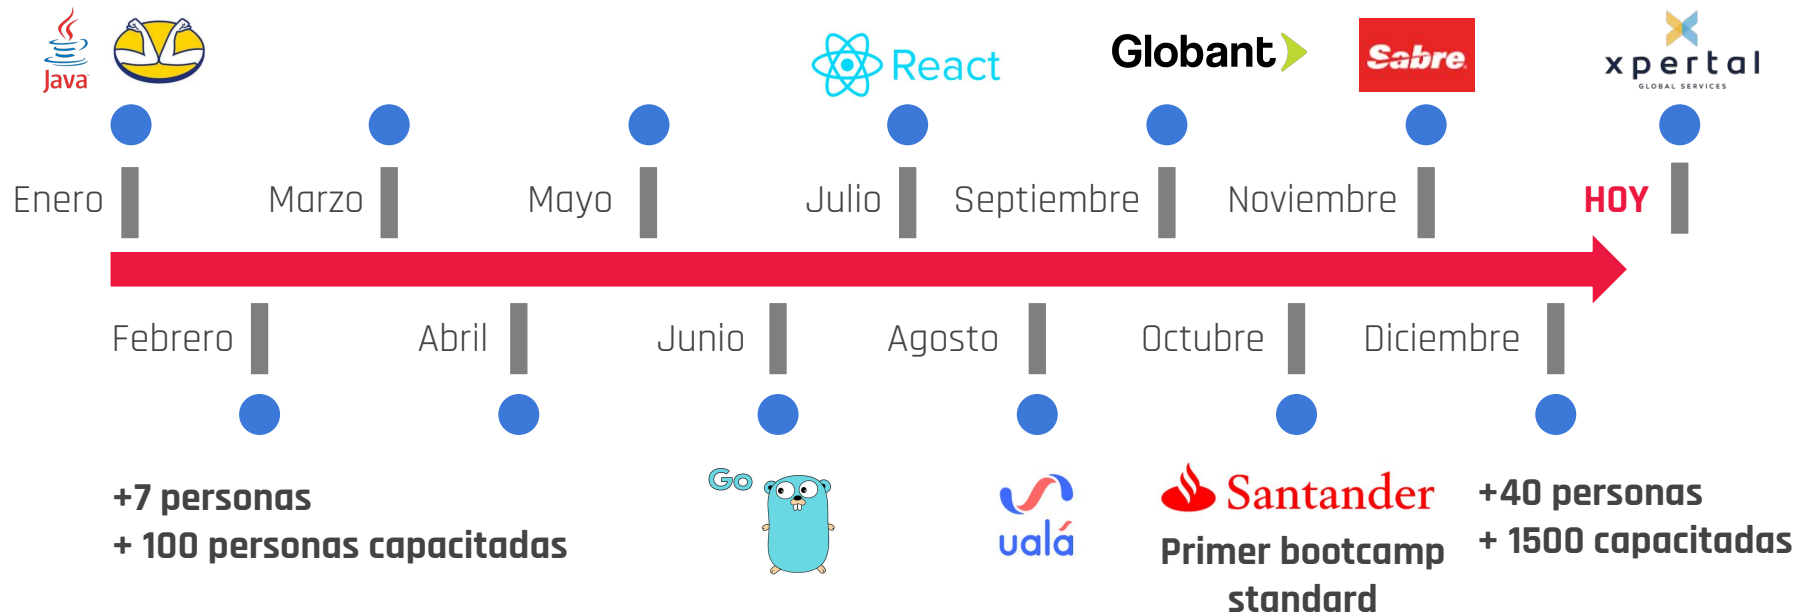 Java
React
Globant
Sabre
xpertal
GLOBAL SERVICES
Enero
Marzo
Mayo
Julio
Septiembre
Noviembre
HOY
Febrero
Abril
Junio
Agosto
Octubre
Diciembre
+7 personas
+ 100 personas capacitadas
Go
ualá
Santander
Primer bootcamp
standard
+40 personas
+ 1500 capacitadas